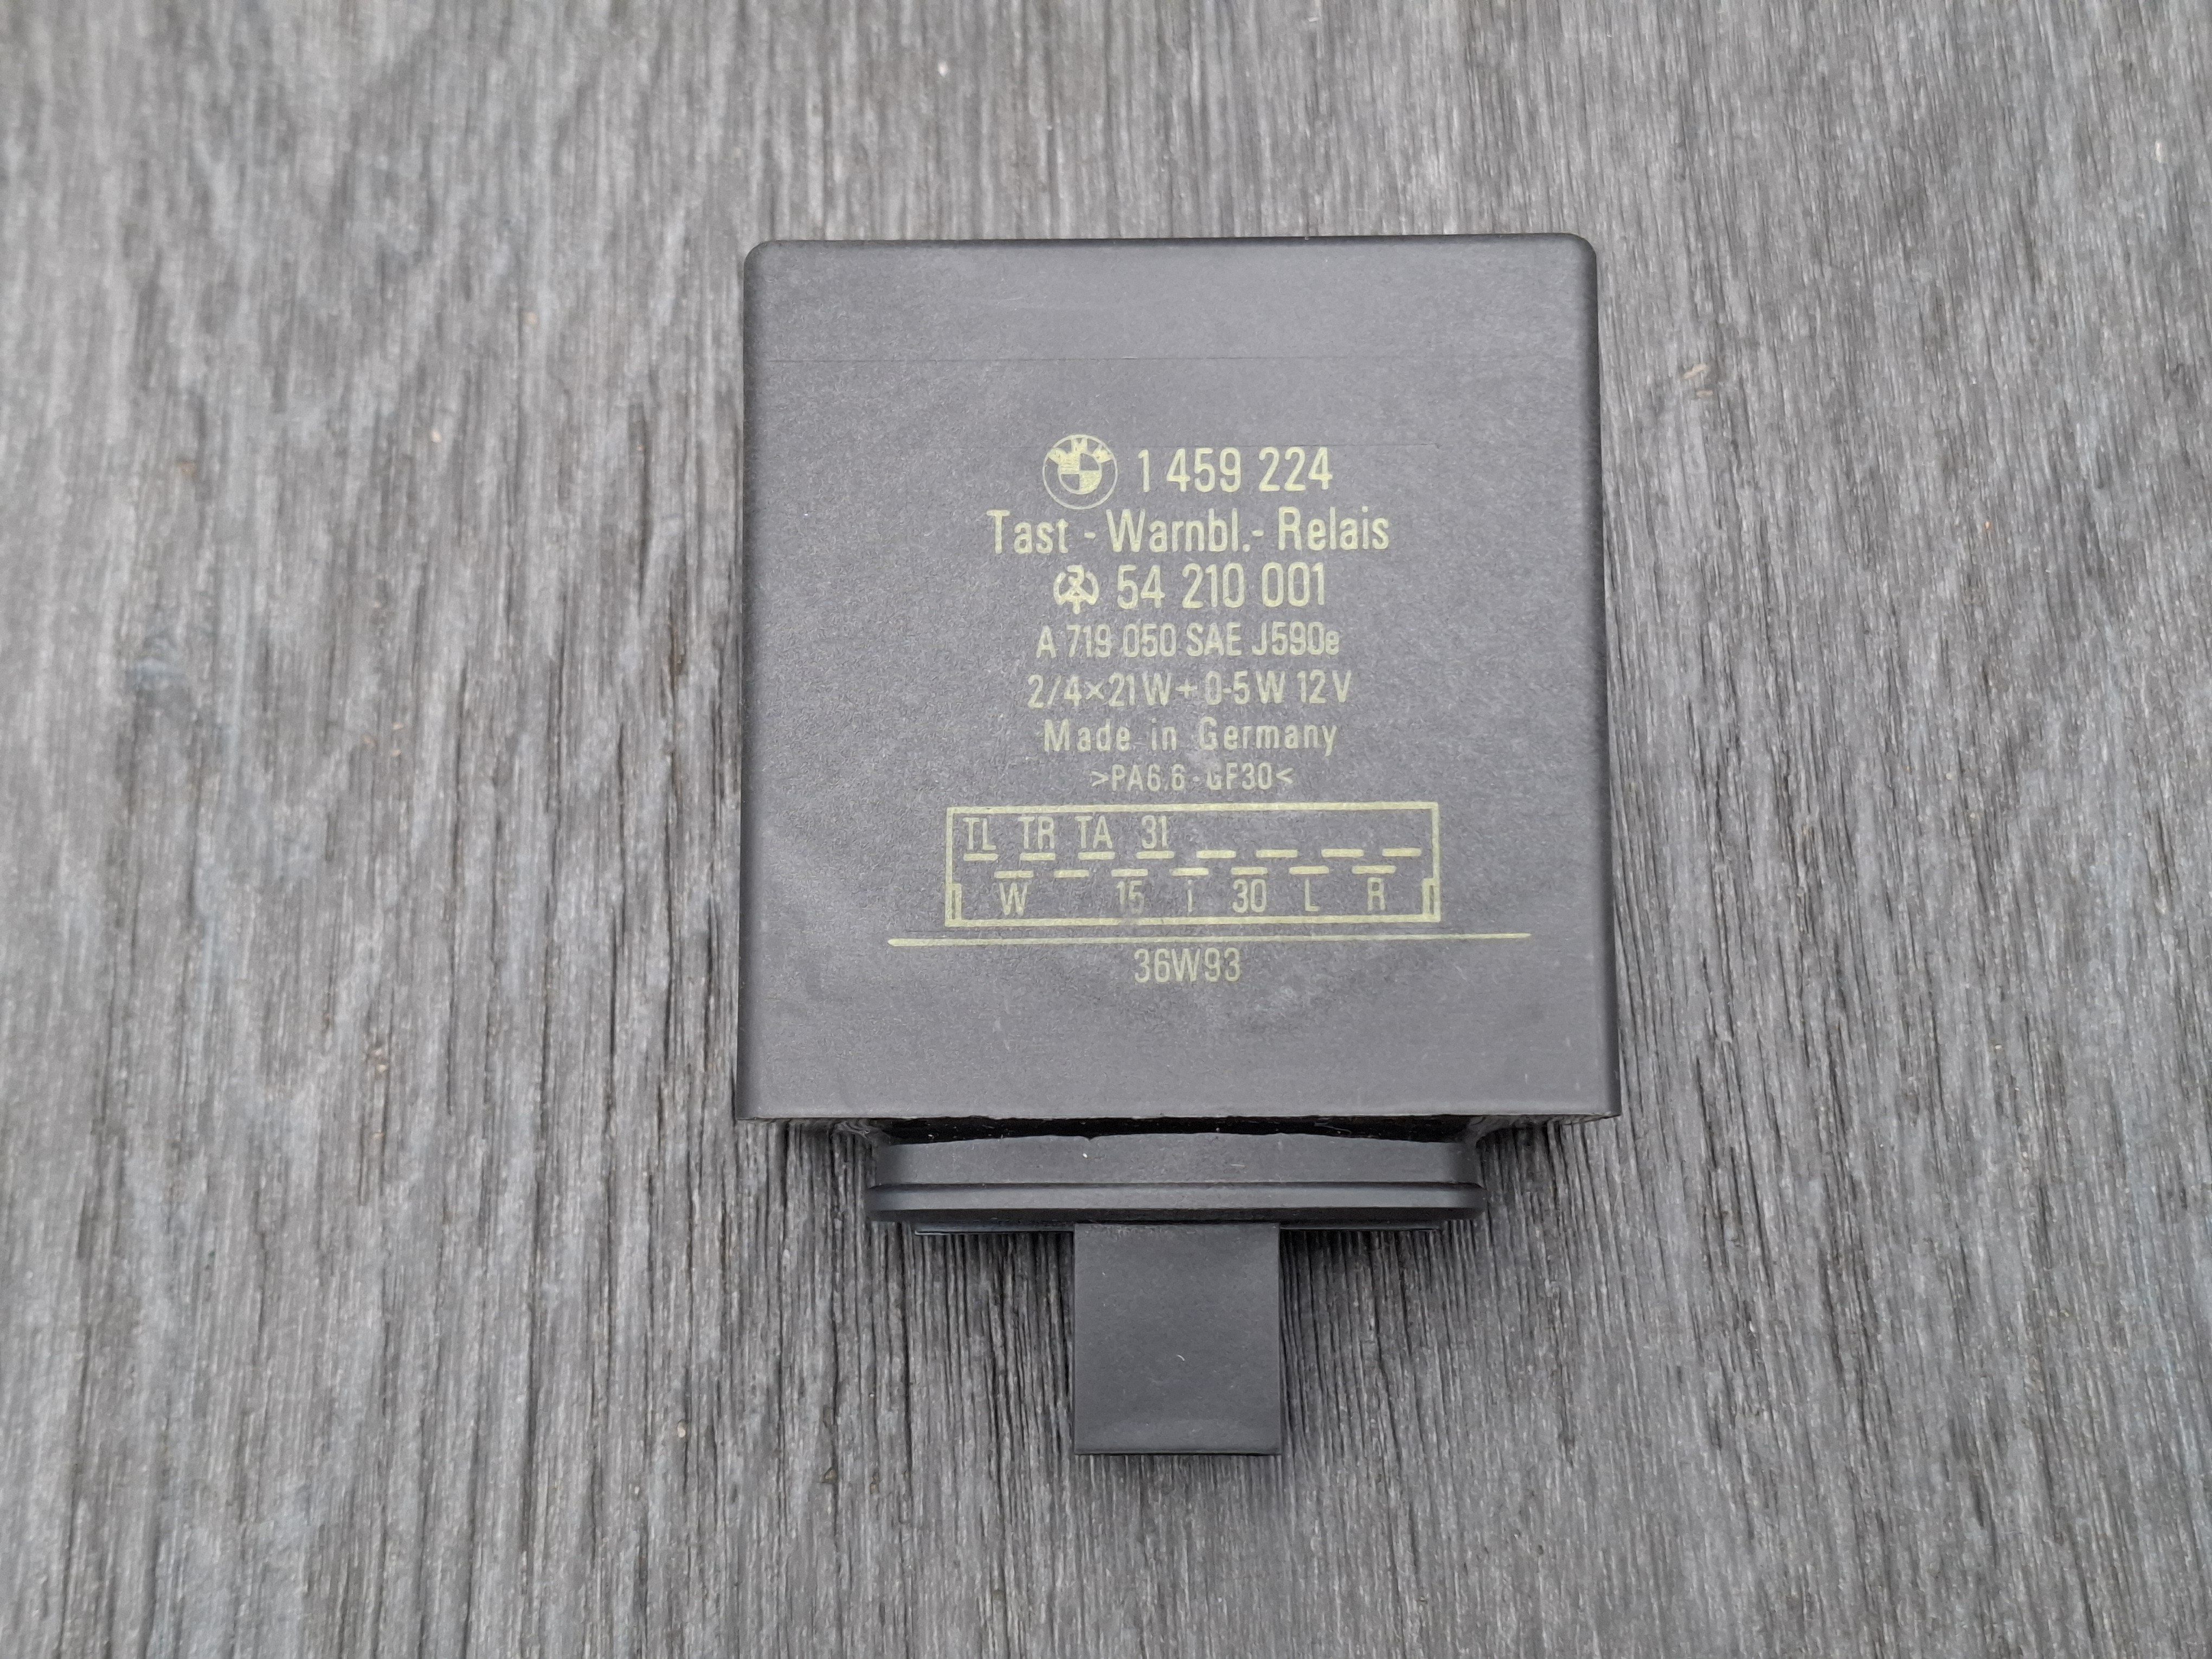 BMW 1 459 224
Tast - Warnbl.- Relais
54 210 001
A 719 050 SAE J590e
2/4×21W+0-5W 12V
Made in Germany
>PA6.6-GF30<
TL TR TA 31
W 15 i 30 L R
36W93